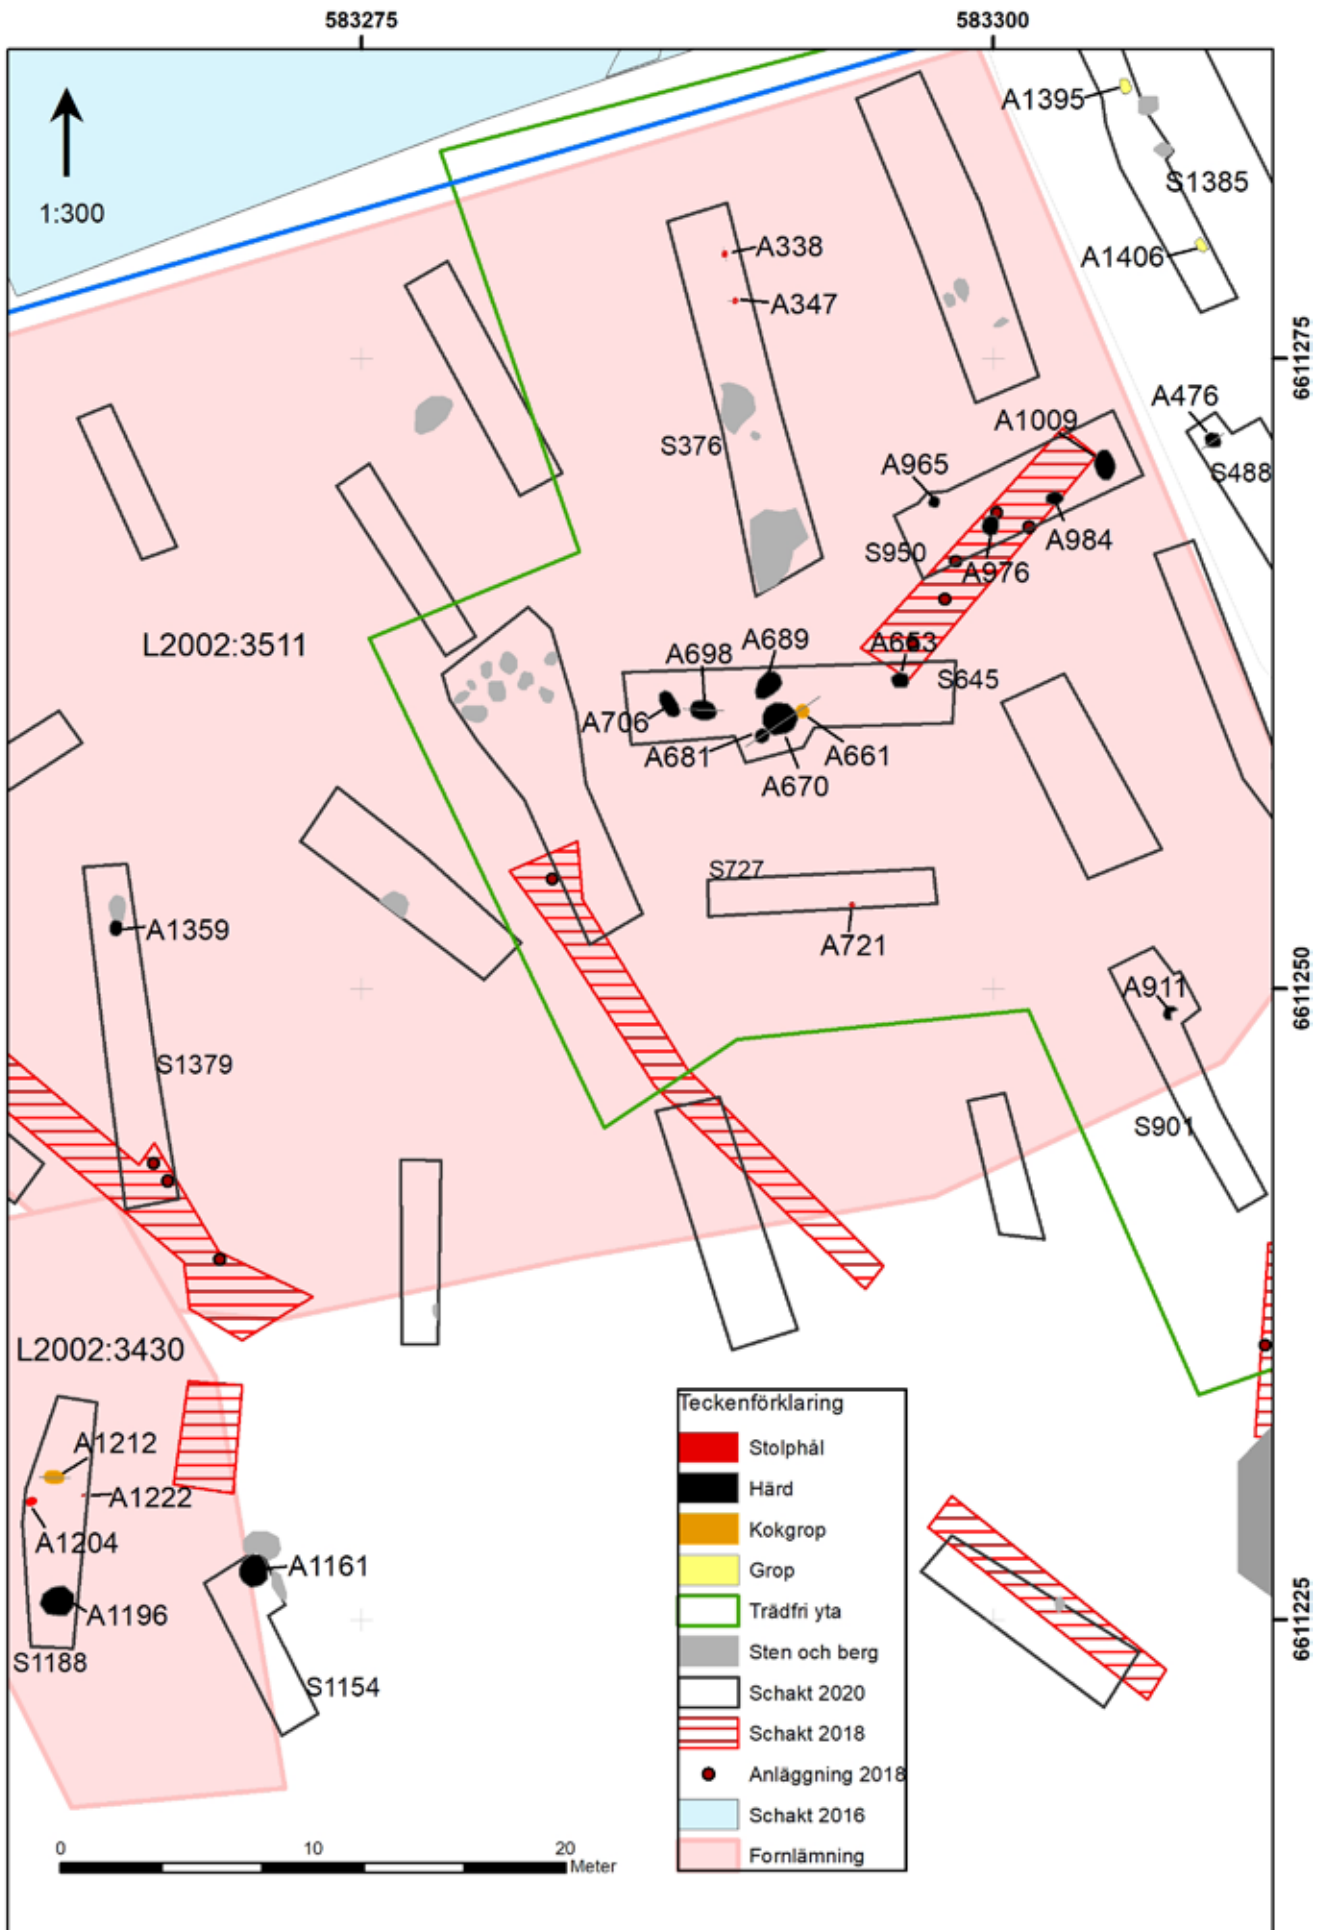 583275
583300
A1395
1:300
S1385
A338
A1406
A347
6611275
A476
A1009
S376
A965
S488
S950
A984
A976
L2002:3511
A653
A689
A698
S645
A706
A681
A661
A670
S727
A1359
A721
A911
6611250
S1379
S901
L2002:3430
Teckenförklaring
A1212
Stolphål
Härd
A1222
Kokgrop
A1204
A1161
Grop
A1196
Trädfri yta
6611225
S1188
Sten och berg
S1154
Schakt 2020
Schakt 2018
Anläggning 2018
Schakt 2016
0 10 20
Fornlämning
Meter